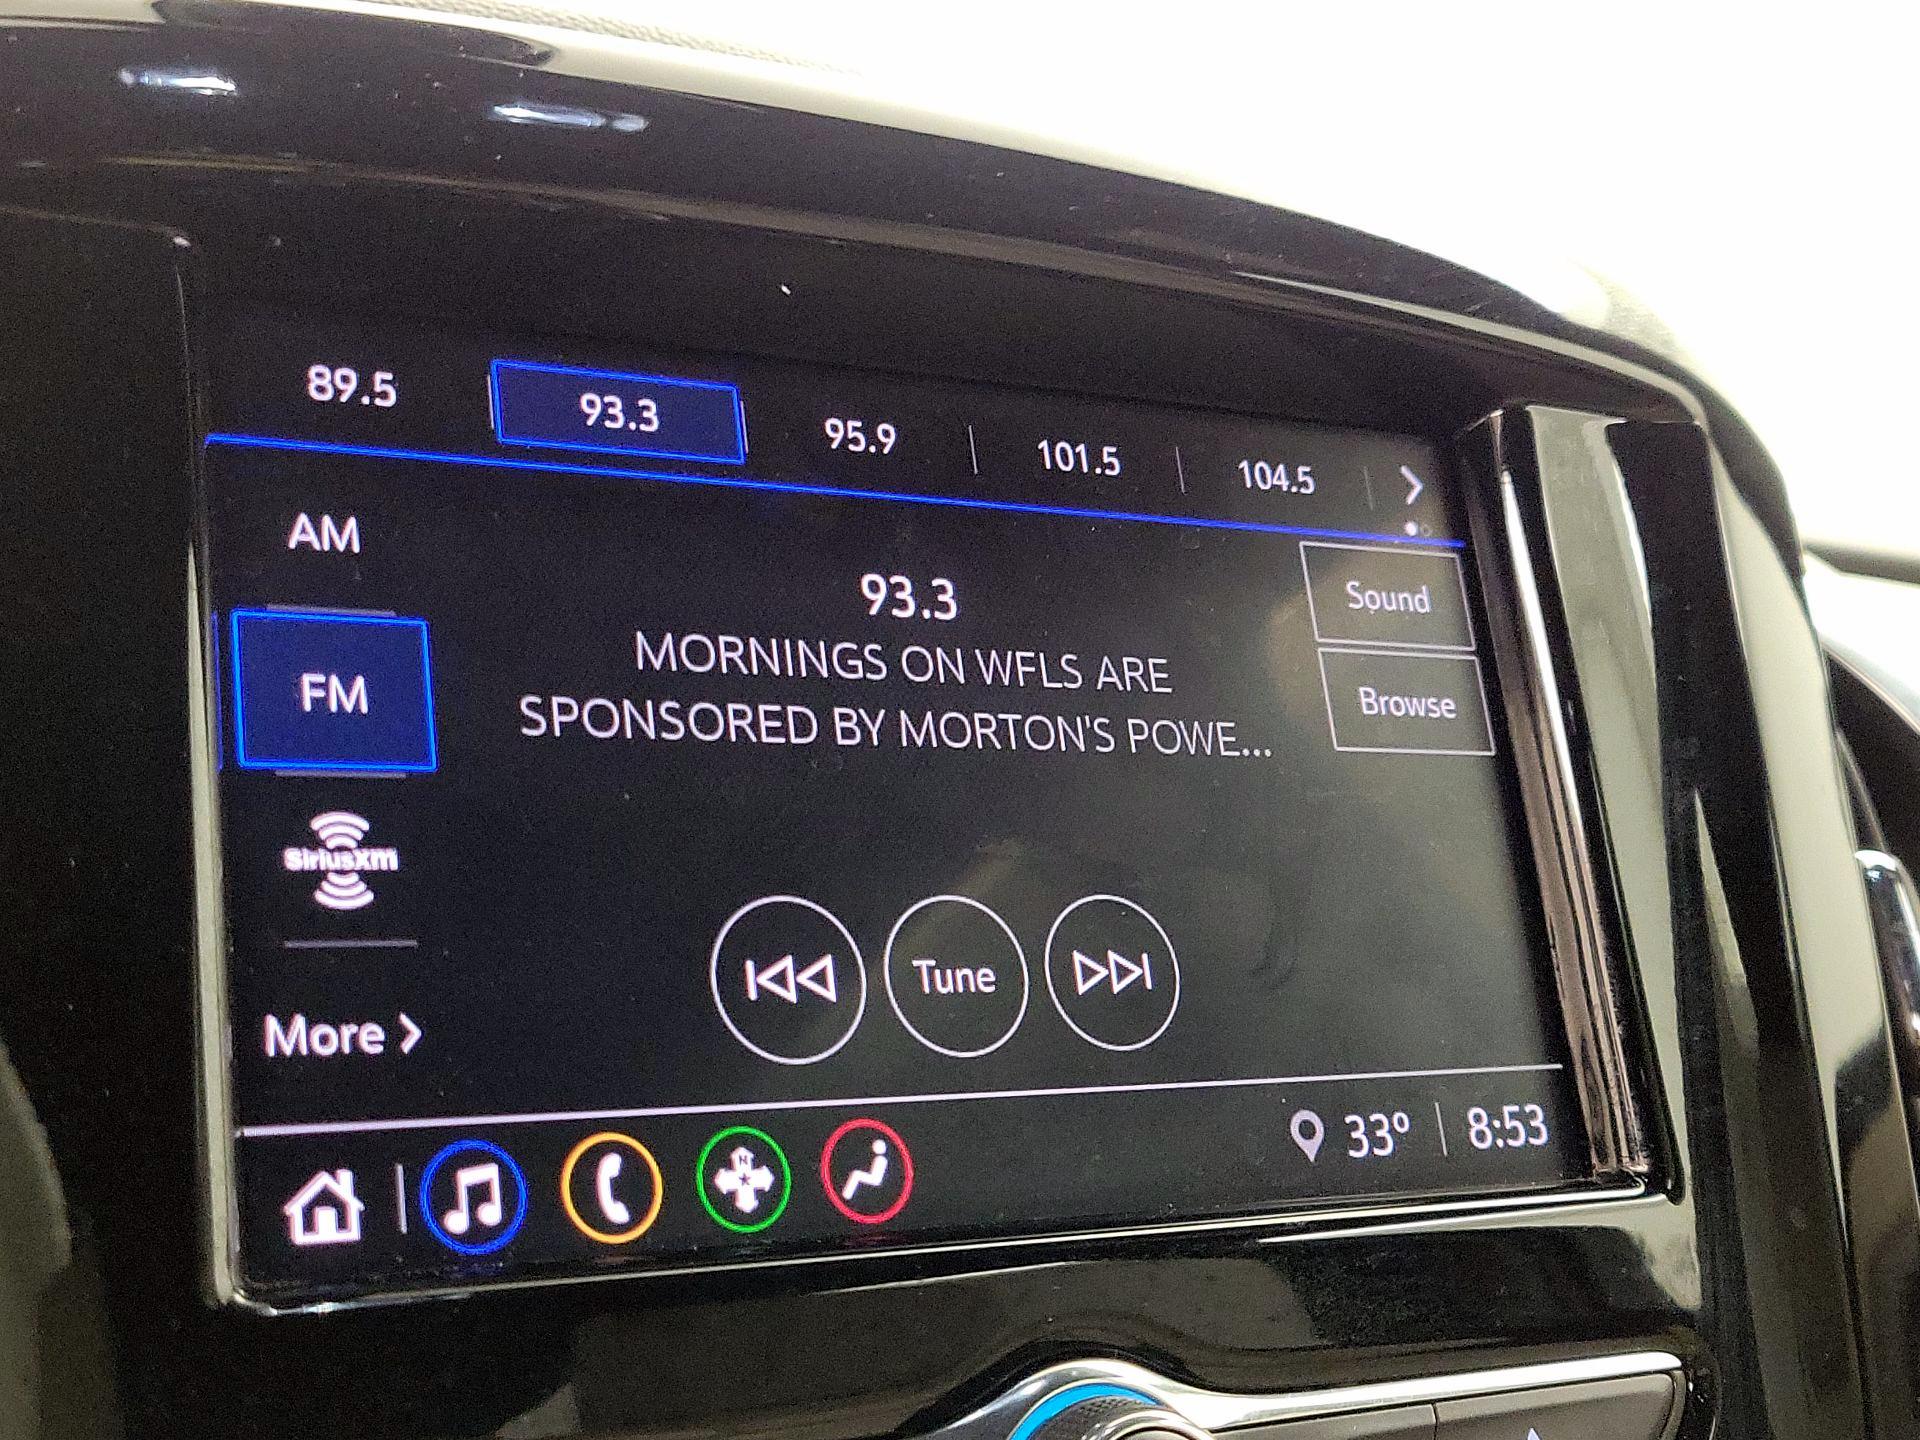 89.5
93.3
95.9
101.5
104.5
AM
FM
SiriusXM
More
93.3
MORNINGS ON WFLS ARE
SPONSORED BY MORTON'S POWE...
Sound
Browse
Tune
N
33°
8:53